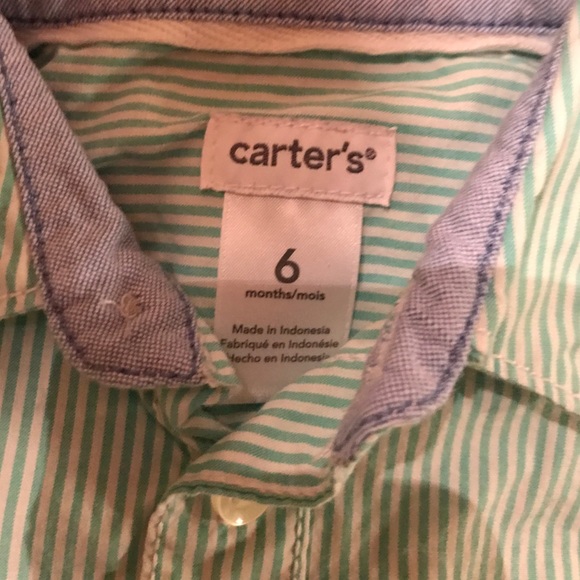 carter's®
6
months/mois
Made in Indonesia
Fabriqué en Indonésie
Hecho en Indonesia